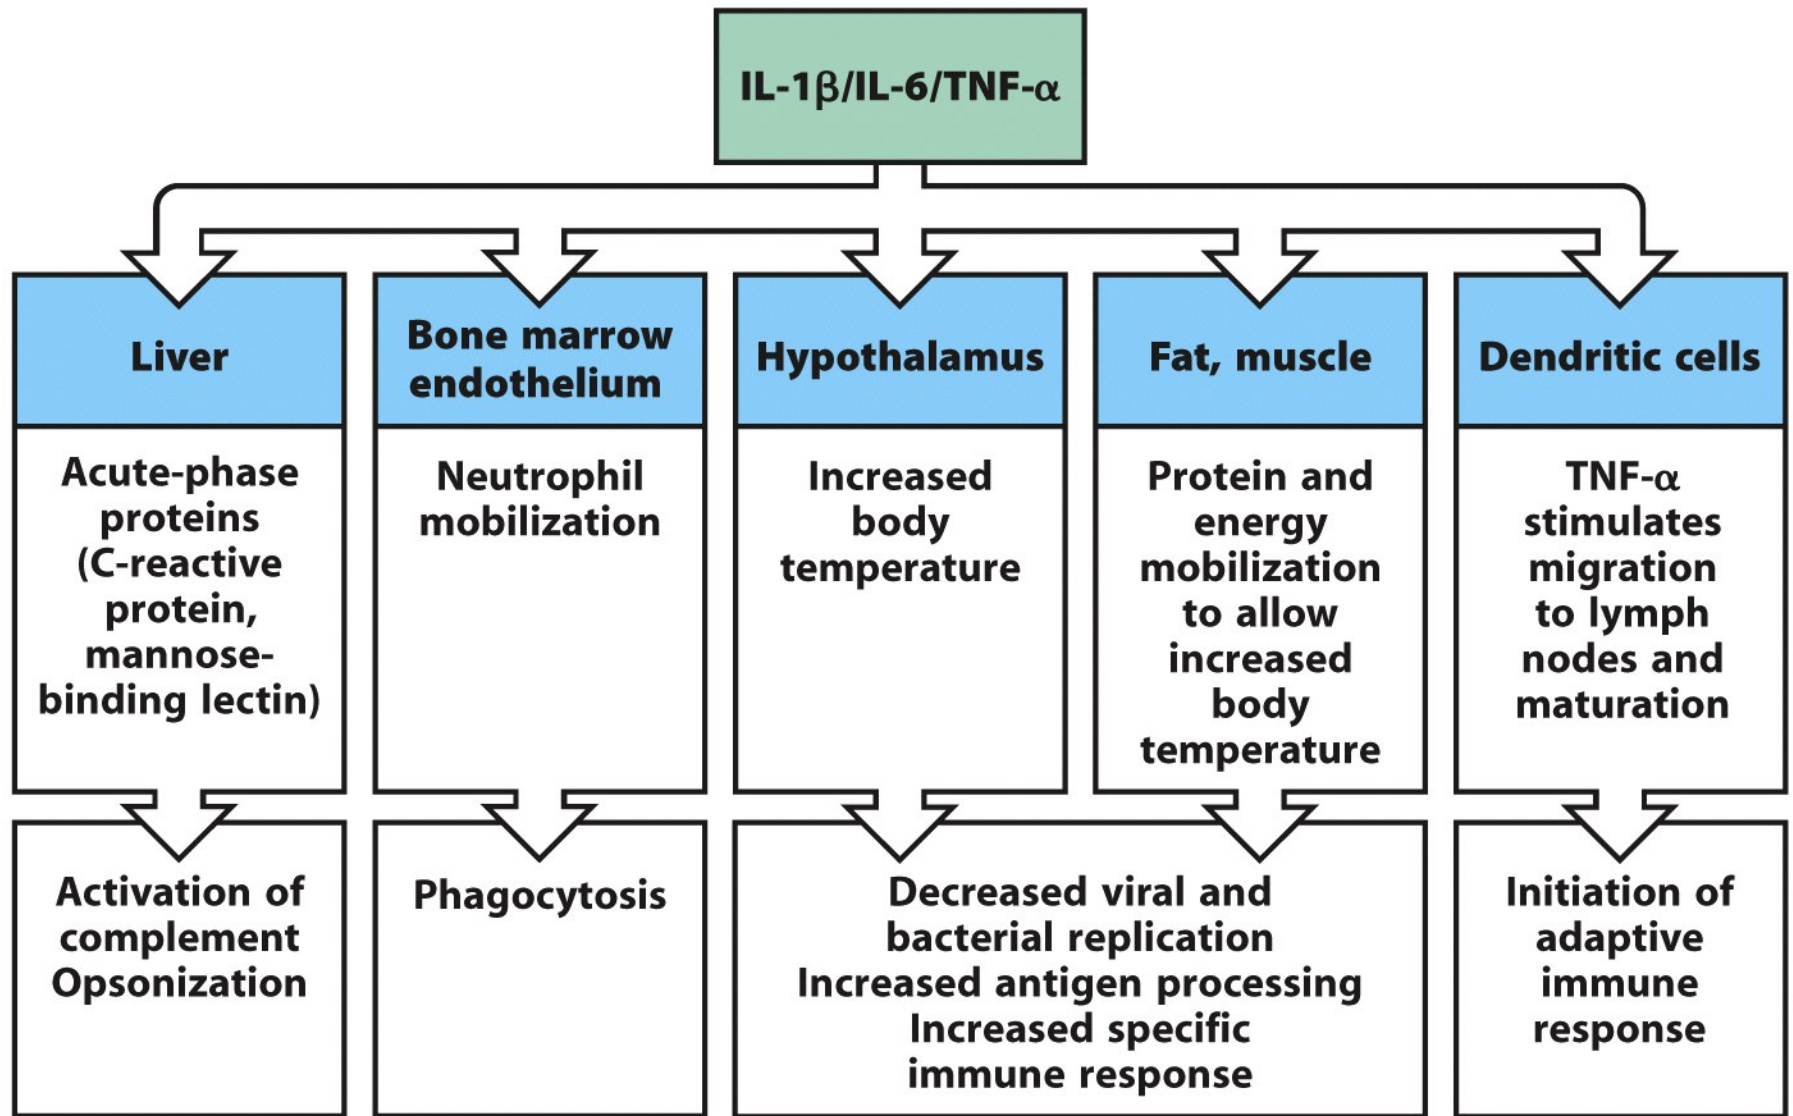 IL-1β/IL-6/TNF-α
Liver
Bone marrow
endothelium
Hypothalamus
Fat, muscle
Dendritic cells
Acute-phase
proteins
(C-reactive
protein,
mannose-
binding lectin)
Neutrophil
mobilization
Increased
body
temperature
Protein and
energy
mobilization
to allow
increased
body
temperature
TNF-α
stimulates
migration
to lymph
nodes and
maturation
Activation of
complement
Opsonization
Phagocytosis
Decreased viral and
bacterial replication
Increased antigen processing
Increased specific
immune response
Initiation of
adaptive
immune
response